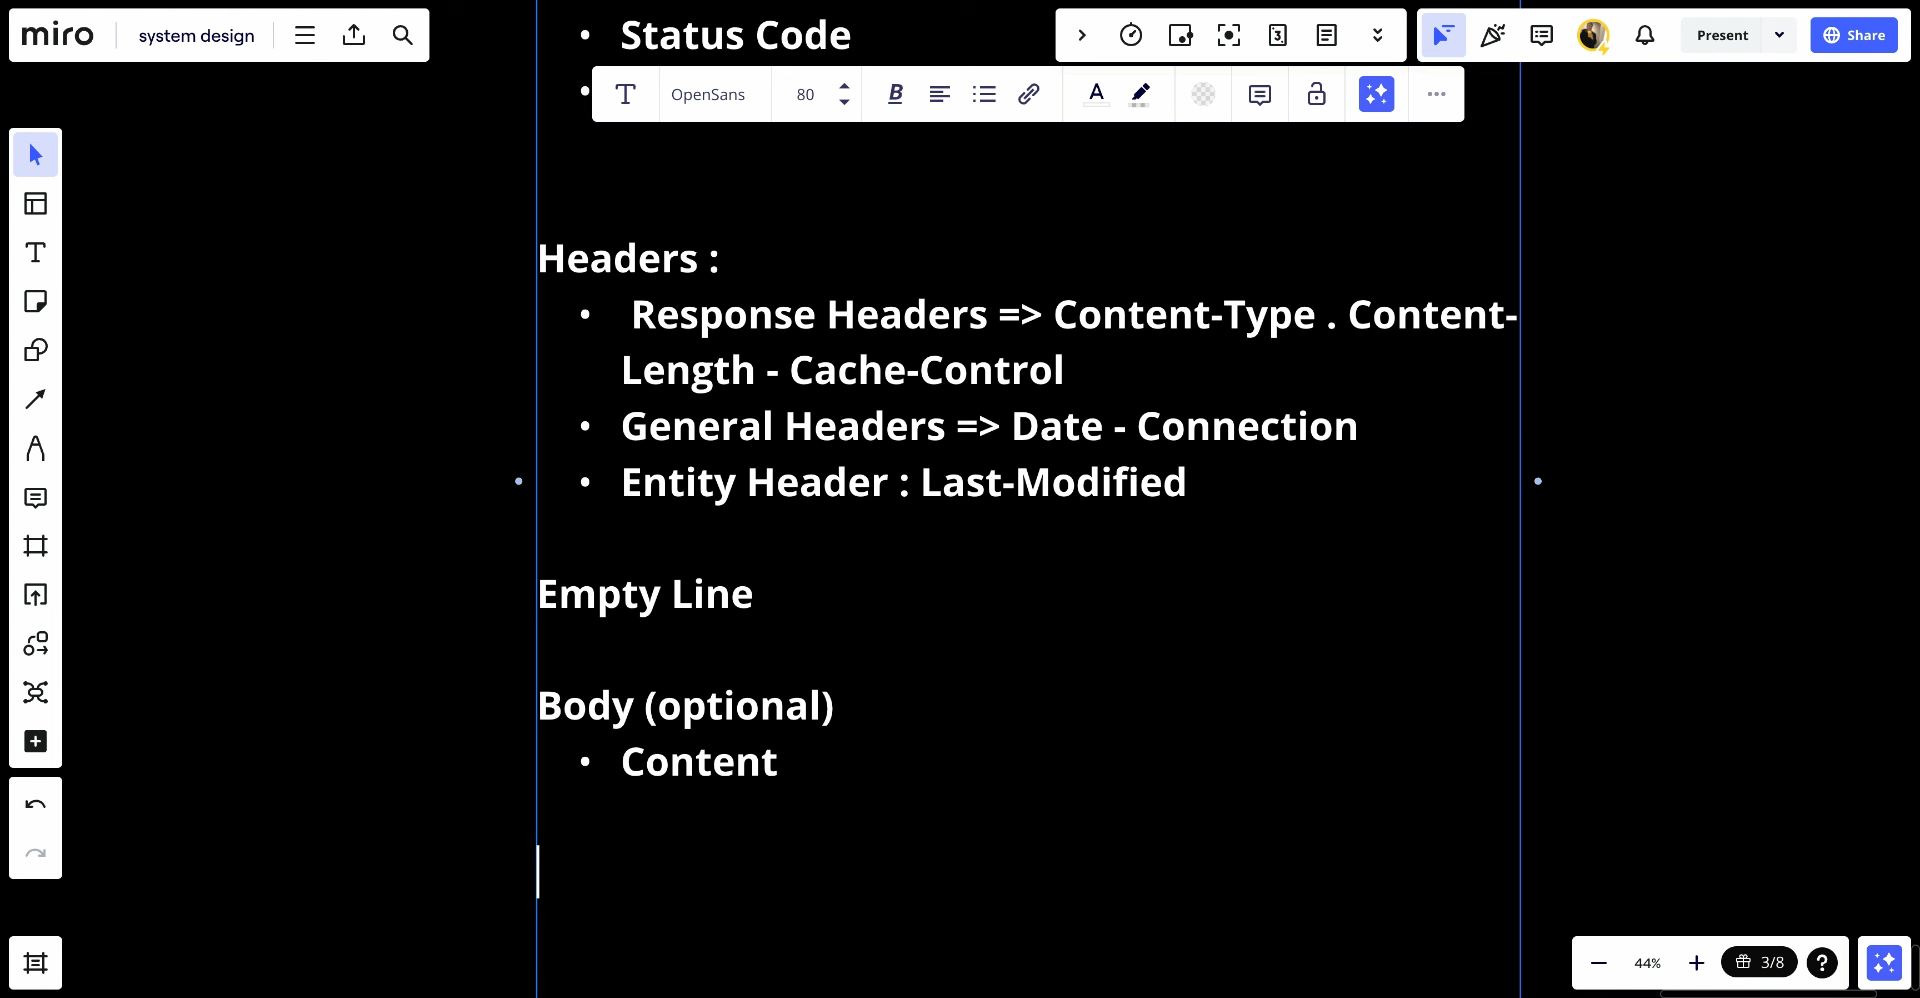 miro
system design
Present
Share
• Status Code
•
OpenSans
80
B
A
Headers :
• Response Headers => Content-Type . Content-
Length - Cache-Control
• General Headers => Date - Connection
• Entity Header : Last-Modified
Empty Line
Body (optional)
• Content
44%
3/8
?